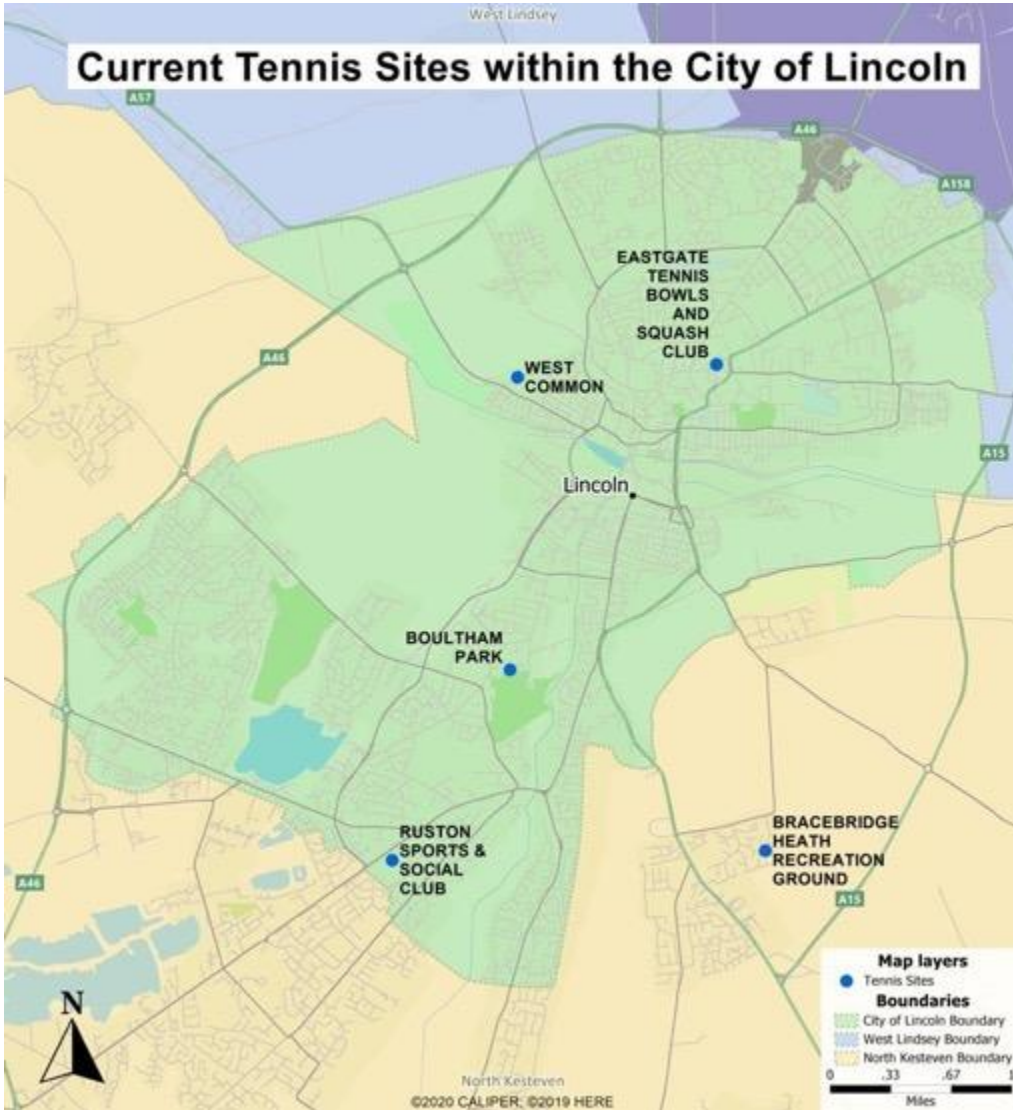 West Lindsey
Current Tennis Sites within the City of Lincoln
A57
A46
A158
EASTGATE
TENNIS
BOWLS
AND
SQUASH
CLUB
A46
WEST
COMMON
A15
Lincoln
BOULTHAM
PARK
RUSTON
SPORTS &
SOCIAL
CLUB
BRACEBRIDGE
HEATH
RECREATION
GROUND
A46
A15
Map layers
Tennis Sites
Boundaries
City of Lincoln Boundary
West Lindsey Boundary
North Kesteven Boundary
0 .33 .67 1
Miles
N
North Kesteven
©2020 CALIPER; ©2019 HERE